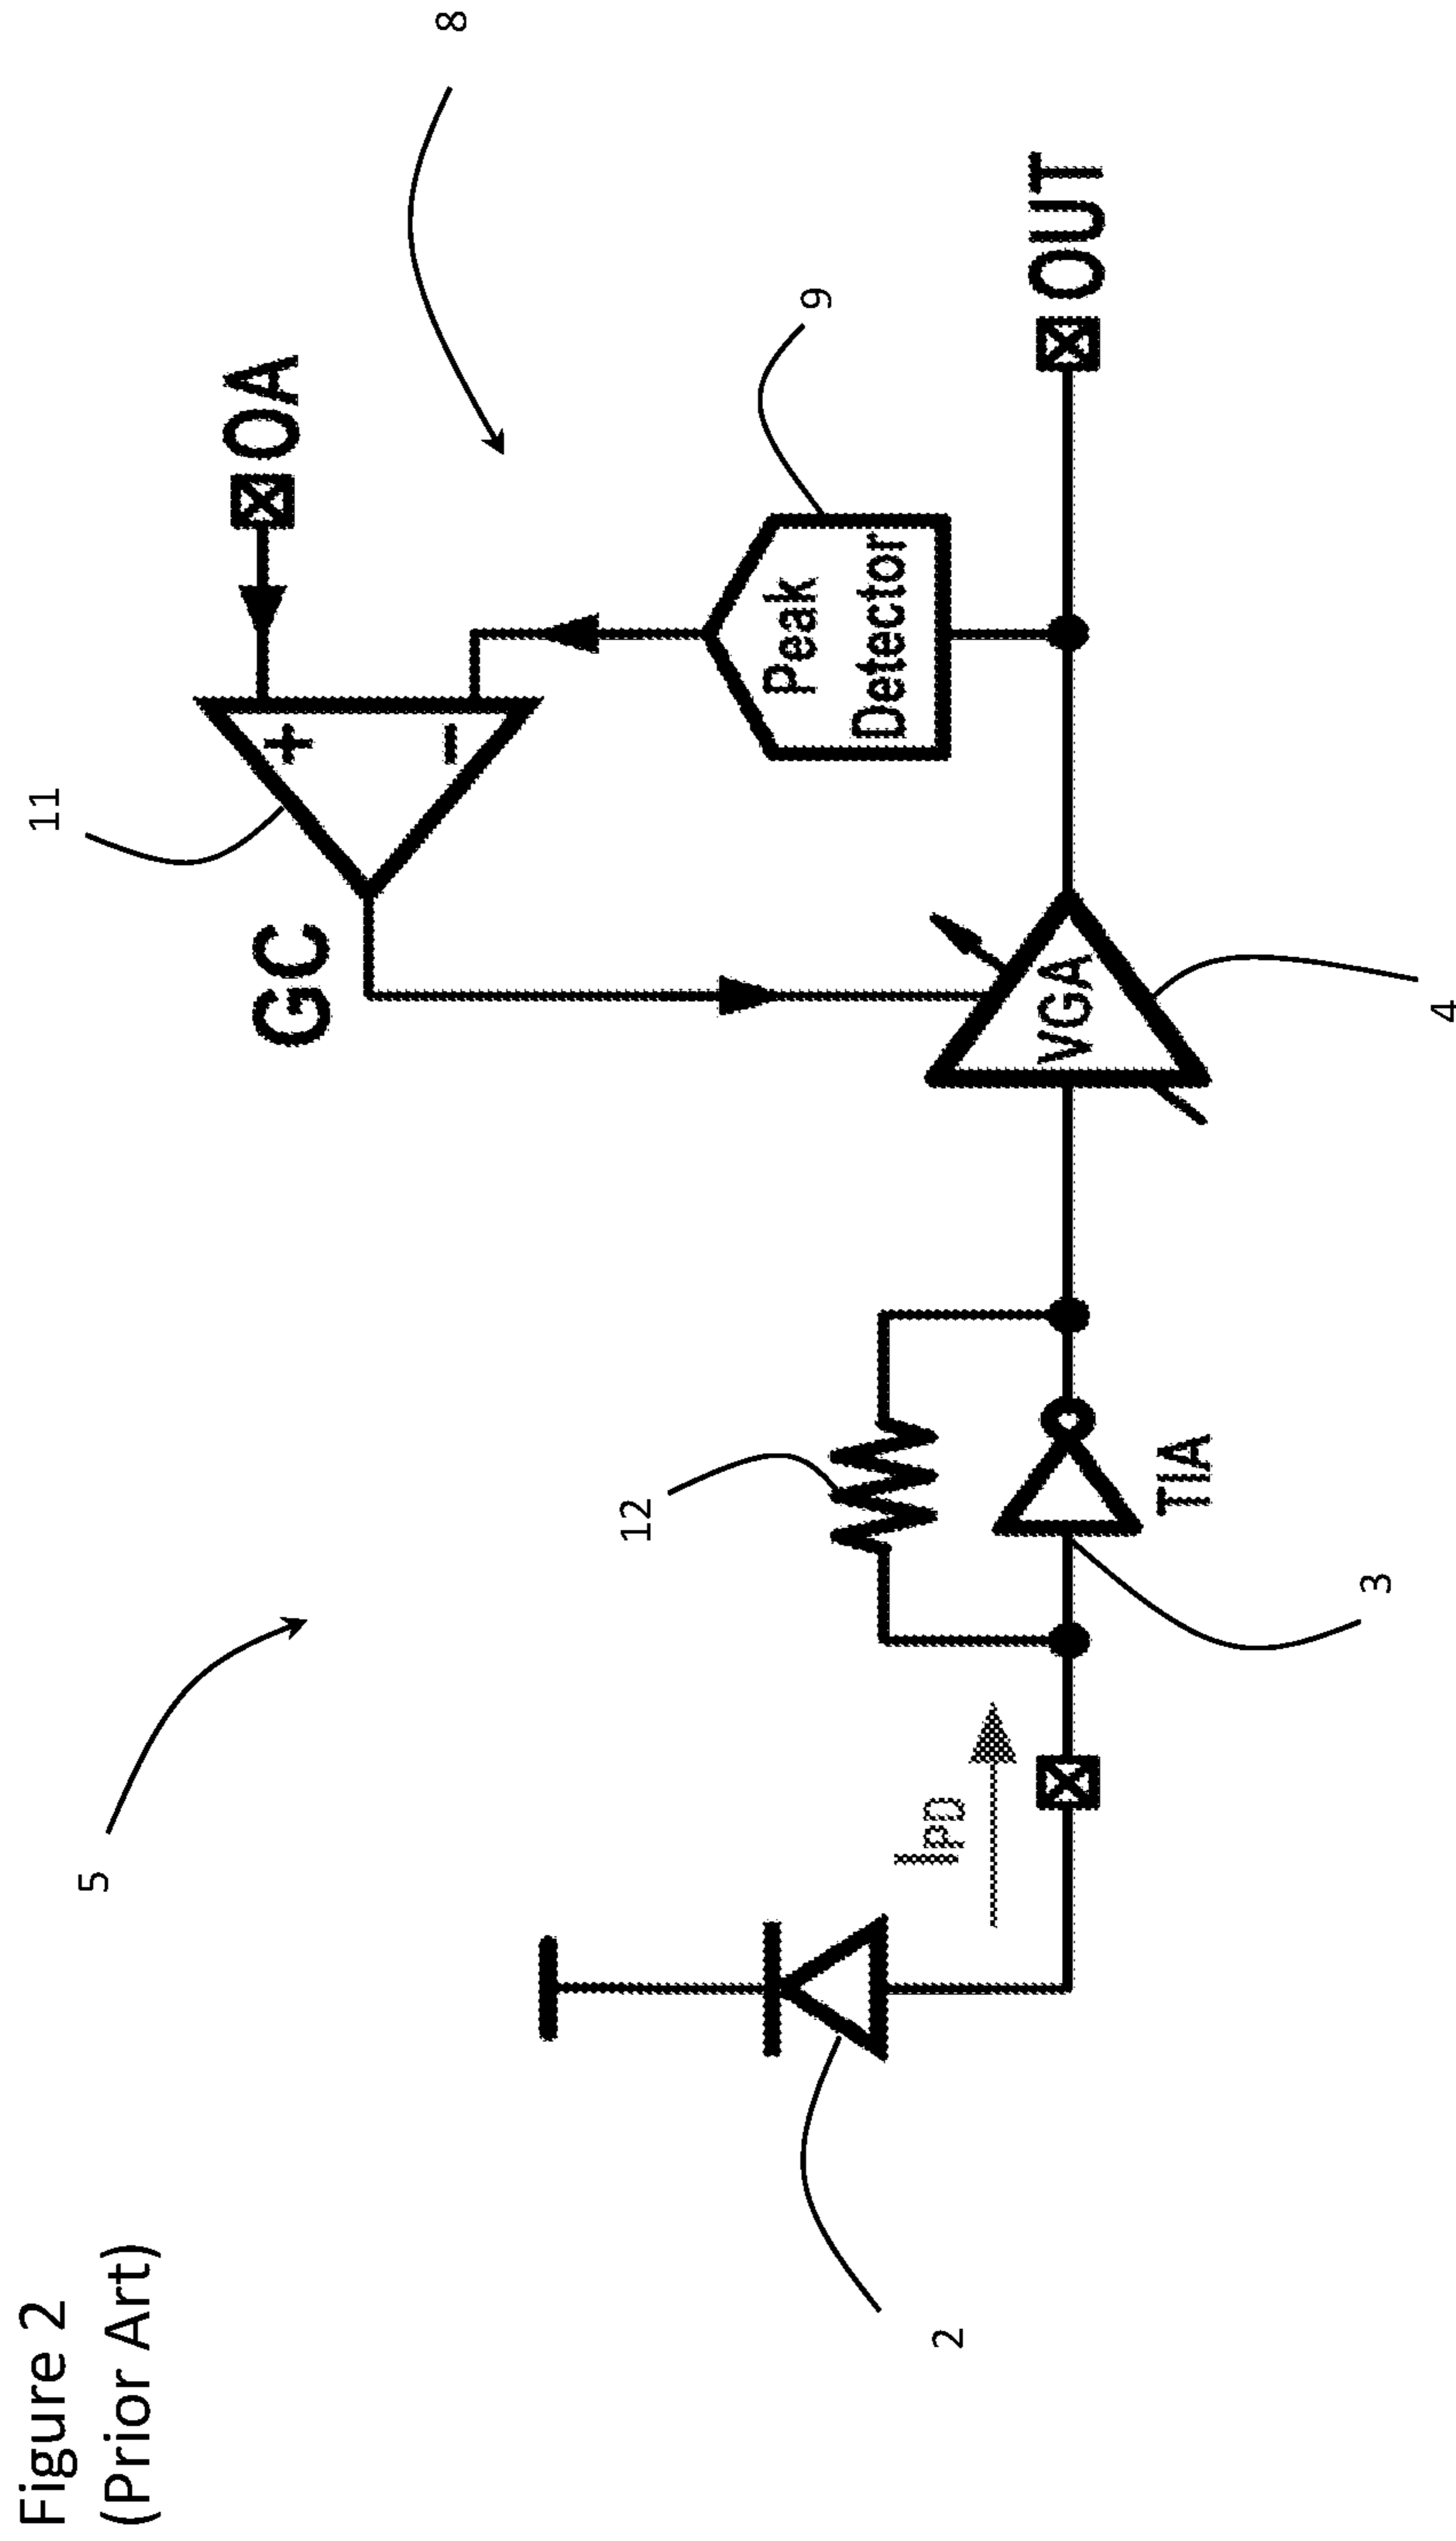 Figure 2
(Prior Art)
5
8
11
GC
+
−
OA
Peak
Detector
9
12
2
IPD
3
TIA
VGA
4
OUT